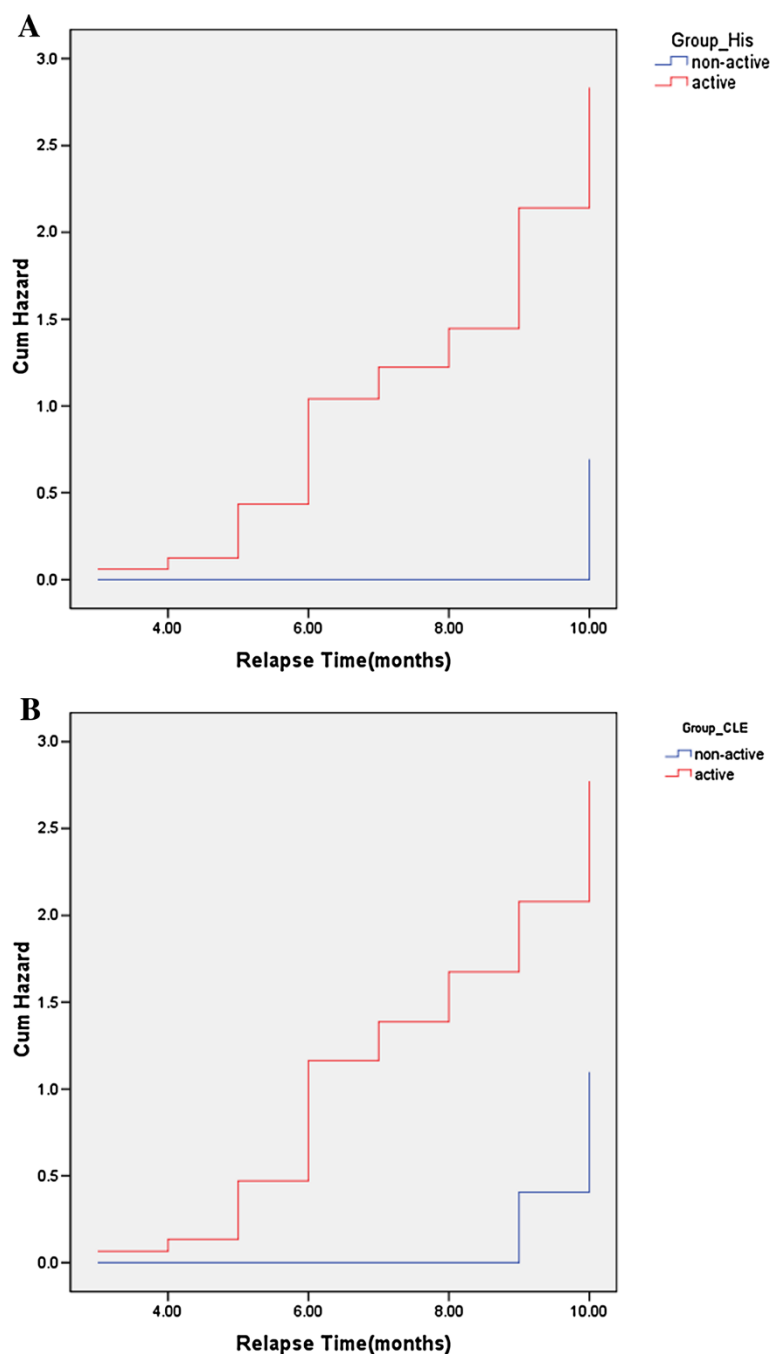 A
Group_His
non-active
active
3.0
2.5
2.0
1.5
1.0
0.5
0.0
Cum Hazard
4.00 6.00 8.00 10.00
Relapse Time(months)
B
Group_CLE
non-active
active
3.0
2.5
2.0
1.5
1.0
0.5
0.0
Cum Hazard
4.00 6.00 8.00 10.00
Relapse Time(months)